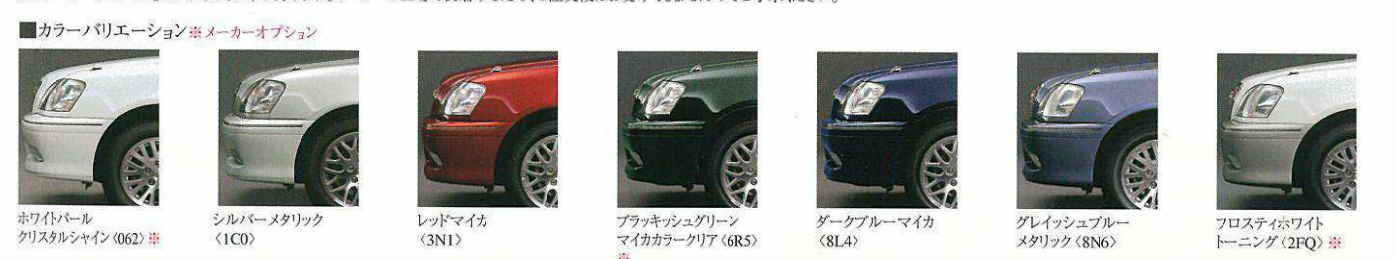 ■カラーバリエーション※メーカーオプション
ホワイトパール
クリスタルシャイン〈062〉※
シルバーメタリック
〈1C0〉
レッドマイカ
〈3N1〉
ブラッキッシュグリーン
マイカカラークリア〈6R5〉
※
ダークブルーマイカ
〈8L4〉
グレイッシュブルー
メタリック〈8N6〉
フロスティホワイト
トーニング〈2FQ〉※